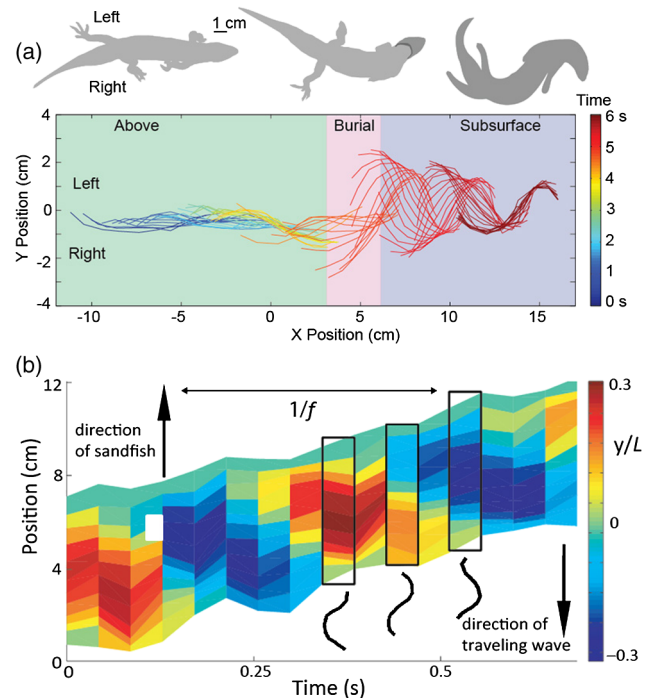 Left
1 cm
(a)
Right
Time
4
Above
Burial
Subsurface
6 s
2
Left
5
4
Y Position (cm)
0
3
Right
-2
2
1
-4
0 s
-10
-5
0
5
10
15
X Position (cm)
(b)
12
0.3
1/f
direction
of sandfish
y/L
8
Position (cm)
0
4
direction of
traveling wave
–0.3
0
0
0.25
0.5
Time (s)